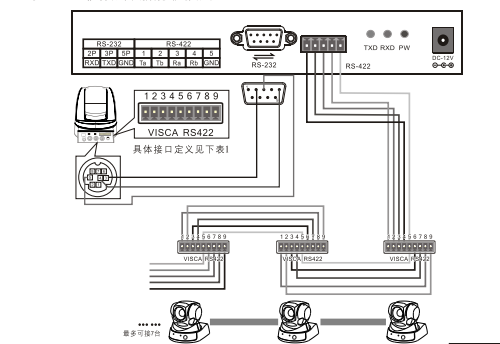 RS-232 RS-422
2P 3P 5P 1 2 3 4 5
RXD TXD GND Ta Tb Ra Rb GND
RS-232
RS-422
TXD RXD PW
DC-12V
1 2 3 4 5 6 7 8 9
VISCA RS422
具体接口定义见下表1
1 2 3 4 5 6 7 8 9
VISCA RS422
1 2 3 4 5 6 7 8 9
VISCA RS422
1 2 3 4 5 6 7 8 9
VISCA RS422
... ...
最多可接7台